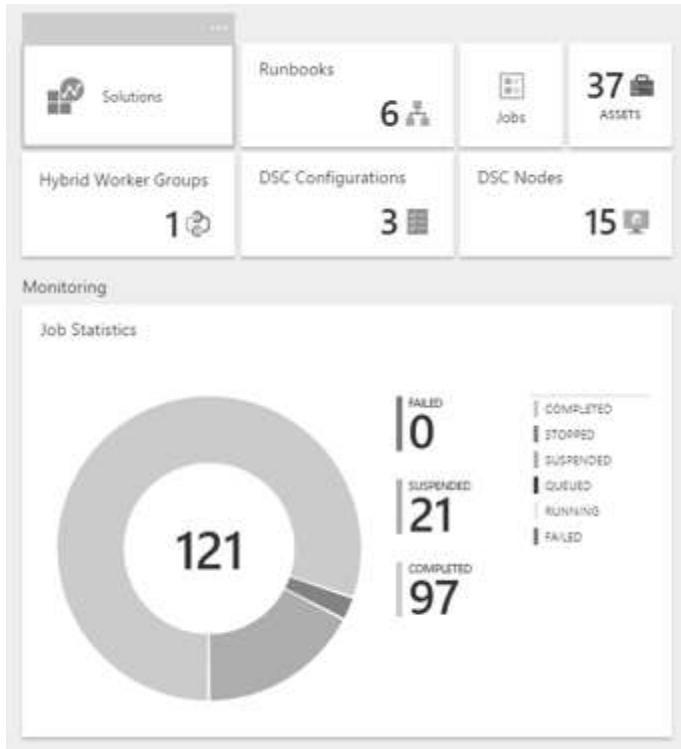 ...
Solutions
Runbooks
6
Jobs
37
ASSETS
Hybrid Worker Groups
1
DSC Configurations
3
DSC Nodes
15
Monitoring
Job Statistics
121
FAILED
0
SUSPENDED
21
COMPLETED
97
COMPLETED
STOPPED
SUSPENDED
QUEUED
RUNNING
FAILED